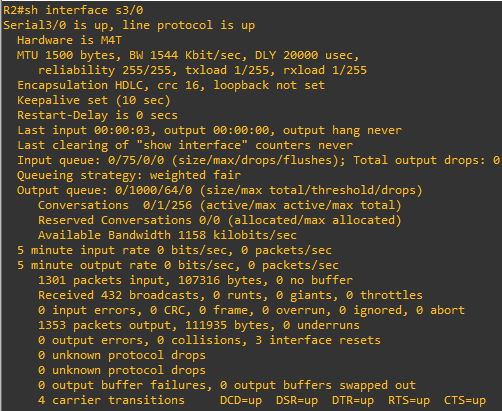 R2#sh interface s3/0
Serial3/0 is up, line protocol is up
Hardware is M4T
MTU 1500 bytes, BW 1544 Kbit/sec, DLY 20000 usec,
reliability 255/255, txload 1/255, rxload 1/255
Encapsulation HDLC, crc 16, loopback not set
Keepalive set (10 sec)
Restart-Delay is 0 secs
Last input 00:00:03, output 00:00:00, output hang never
Last clearing of "show interface" counters never
Input queue: 0/75/0/0 (size/max/drops/flushes); Total output drops: 0
Queueing strategy: weighted fair
Output queue: 0/1000/64/0 (size/max total/threshold/drops)
Conversations  0/1/256 (active/max active/max total)
Reserved Conversations 0/0 (allocated/max allocated)
Available Bandwidth 1158 kilobits/sec
5 minute input rate 0 bits/sec, 0 packets/sec
5 minute output rate 0 bits/sec, 0 packets/sec
1301 packets input, 107316 bytes, 0 no buffer
Received 432 broadcasts, 0 runts, 0 giants, 0 throttles
0 input errors, 0 CRC, 0 frame, 0 overrun, 0 ignored, 0 abort
1353 packets output, 111935 bytes, 0 underruns
0 output errors, 0 collisions, 3 interface resets
0 unknown protocol drops
0 unknown protocol drops
0 output buffer failures, 0 output buffers swapped out
4 carrier transitions     DCD=up  DSR=up  DTR=up  RTS=up  CTS=up